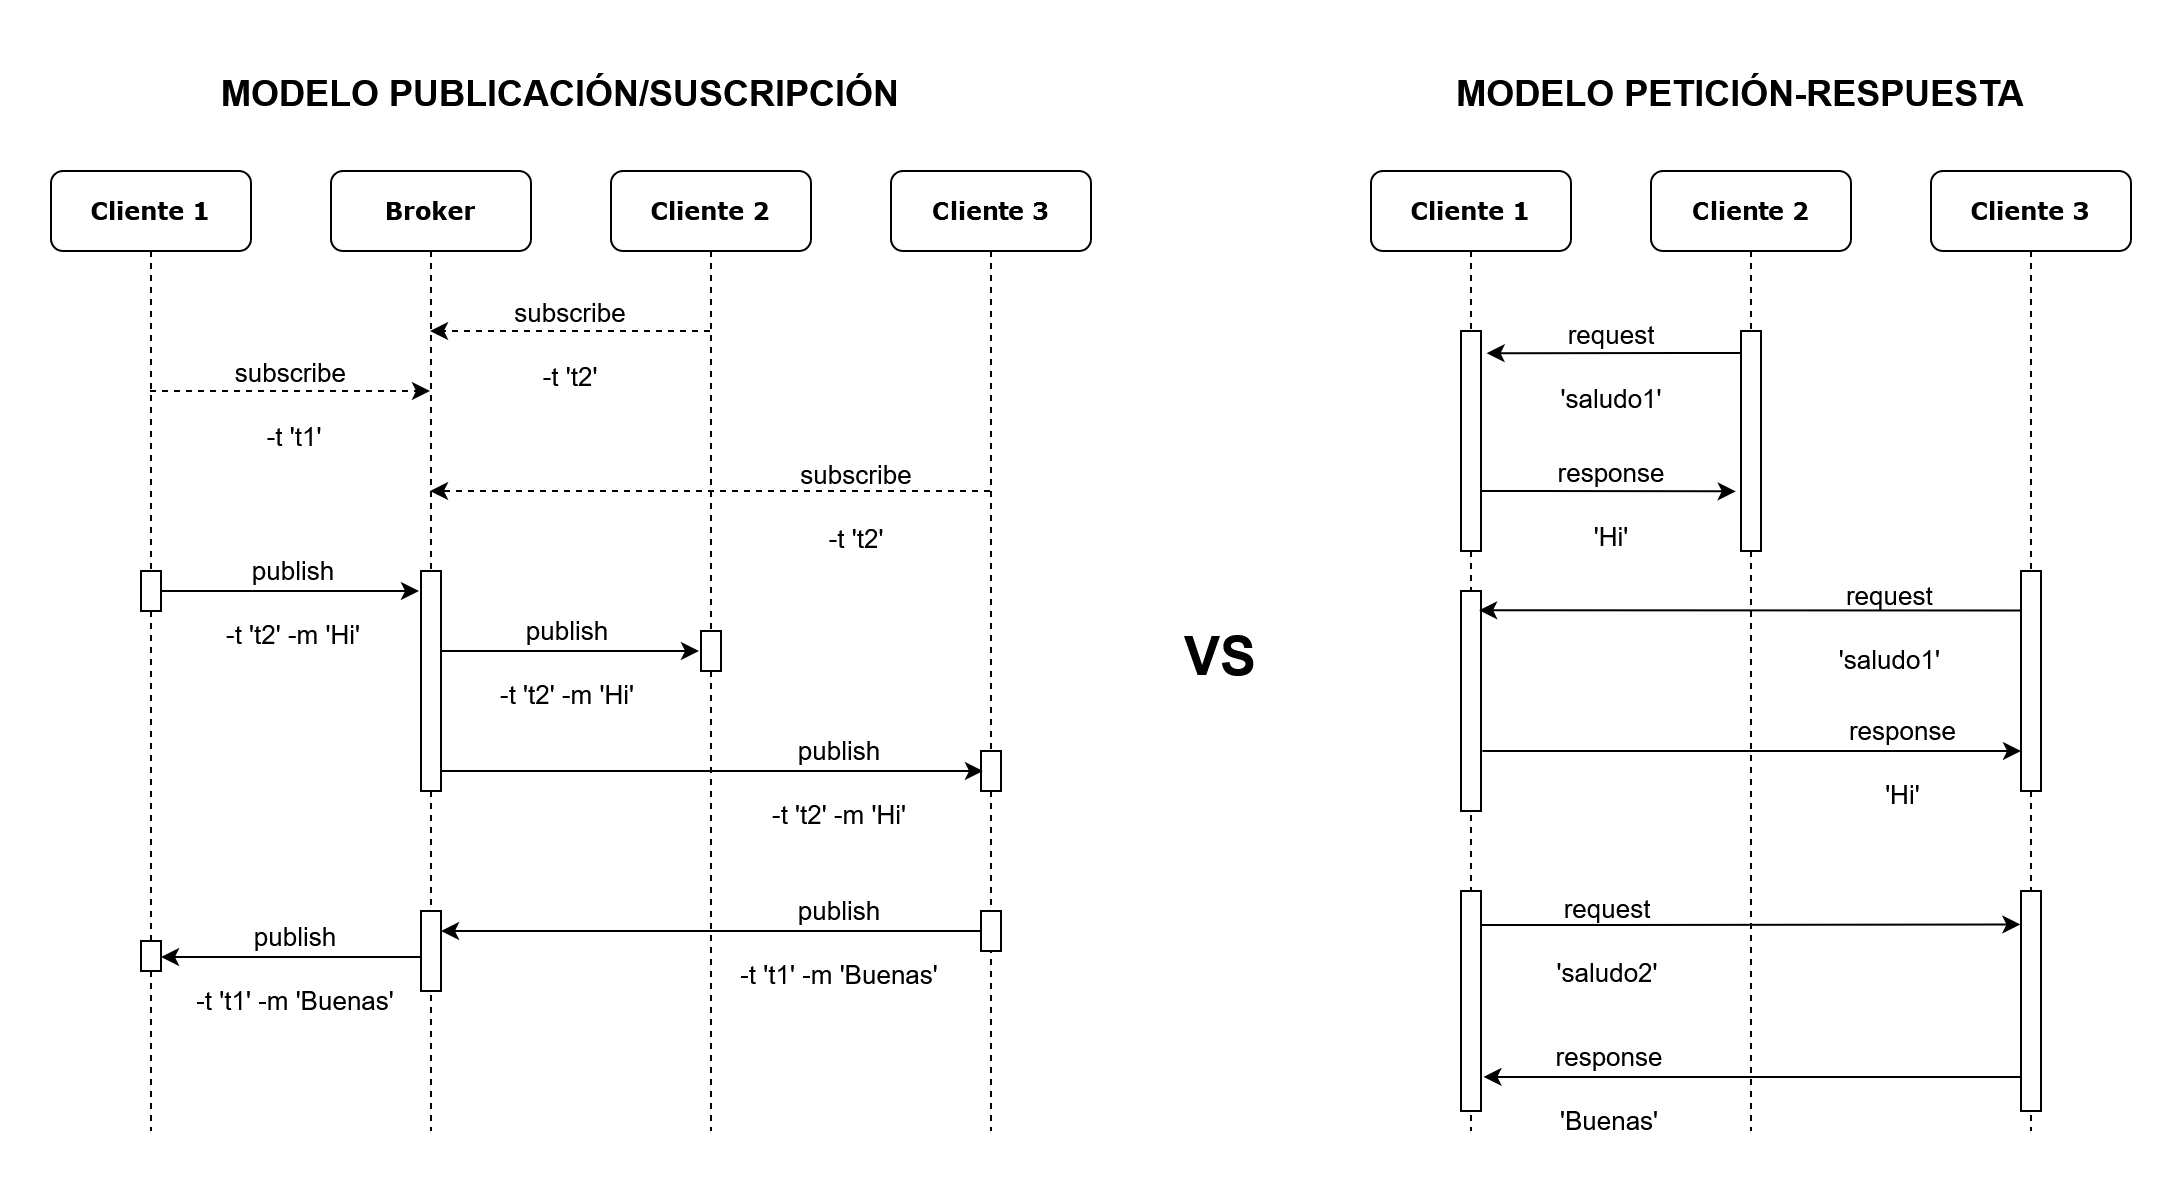 MODELO PUBLICACIÓN/SUSCRIPCIÓN
Cliente 1
Broker
Cliente 2
Cliente 3
subscribe
-t 't2'
subscribe
-t 't1'
subscribe
-t 't2'
publish
-t 't2' -m 'Hi'
publish
-t 't2' -m 'Hi'
publish
-t 't2' -m 'Hi'
publish
-t 't1' -m 'Buenas'
publish
-t 't1' -m 'Buenas'
VS
MODELO PETICIÓN-RESPUESTA
Cliente 1
Cliente 2
Cliente 3
request
'saludo1'
response
'Hi'
request
'saludo1'
response
'Hi'
request
'saludo2'
response
'Buenas'